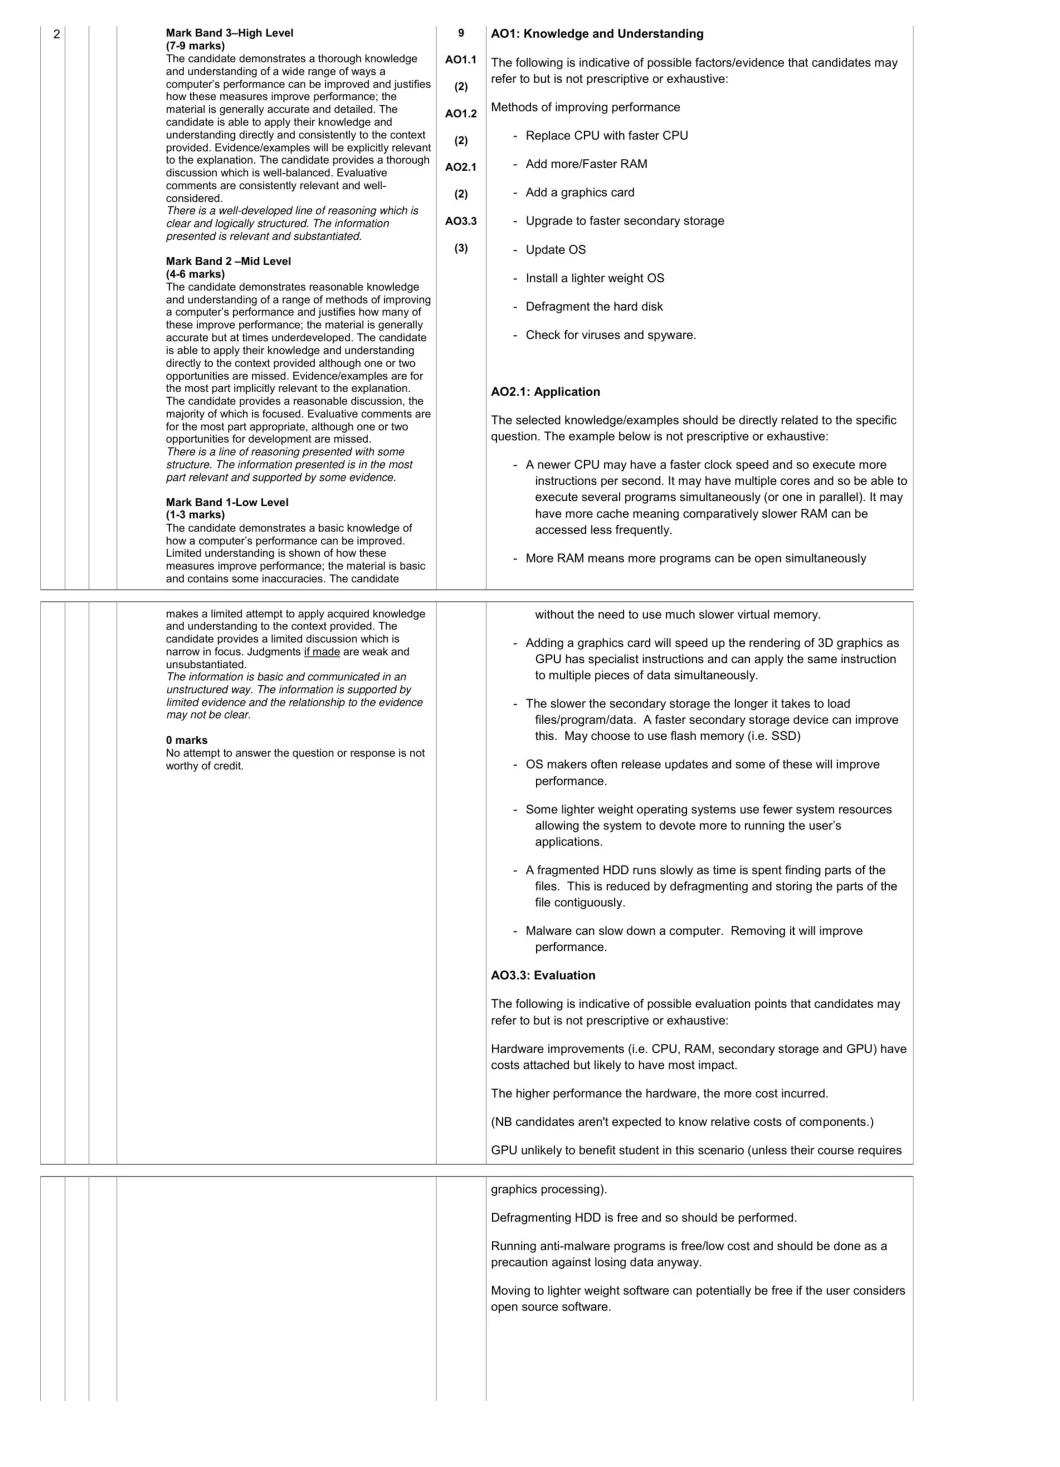 2
Mark Band 3–High Level
(7-9 marks)
The candidate demonstrates a thorough knowledge
and understanding of a wide range of ways a
computer's performance can be improved and justifies
how these measures improve performance; the
material is generally accurate and detailed. The
candidate is able to apply their knowledge and
understanding directly and consistently to the context
provided. Evidence/examples will be explicitly relevant
to the explanation. The candidate provides a thorough
discussion which is well-balanced. Evaluative
comments are consistently relevant and well-
considered.
There is a well-developed line of reasoning which is
clear and logically structured. The information
presented is relevant and substantiated.
Mark Band 2 –Mid Level
(4-6 marks)
The candidate demonstrates reasonable knowledge
and understanding of a range of methods of improving
a computer's performance and justifies how many of
these improve performance; the material is generally
accurate but at times underdeveloped. The candidate
is able to apply their knowledge and understanding
directly to the context provided although one or two
opportunities are missed. Evidence/examples are for
the most part implicitly relevant to the explanation.
The candidate provides a reasonable discussion, the
majority of which is focused. Evaluative comments are
for the most part appropriate, although one or two
opportunities for development are missed.
There is a line of reasoning presented with some
structure. The information presented is in the most
part relevant and supported by some evidence.
Mark Band 1-Low Level
(1-3 marks)
The candidate demonstrates a basic knowledge of
how a computer's performance can be improved.
Limited understanding is shown of how these
measures improve performance; the material is basic
and contains some inaccuracies. The candidate
9
AO1.1
(2)
AO1.2
(2)
AO2.1
(2)
AO3.3
(3)
AO1: Knowledge and Understanding
The following is indicative of possible factors/evidence that candidates may
refer to but is not prescriptive or exhaustive:
Methods of improving performance
- Replace CPU with faster CPU
- Add more/Faster RAM
- Add a graphics card
- Upgrade to faster secondary storage
- Update OS
- Install a lighter weight OS
- Defragment the hard disk
- Check for viruses and spyware.
AO2.1: Application
The selected knowledge/examples should be directly related to the specific
question. The example below is not prescriptive or exhaustive:
- A newer CPU may have a faster clock speed and so execute more
instructions per second. It may have multiple cores and so be able to
execute several programs simultaneously (or one in parallel). It may
have more cache meaning comparatively slower RAM can be
accessed less frequently.
- More RAM means more programs can be open simultaneously
makes a limited attempt to apply acquired knowledge
and understanding to the context provided. The
candidate provides a limited discussion which is
narrow in focus. Judgments if made are weak and
unsubstantiated.
The information is basic and communicated in an
unstructured way. The information is supported by
limited evidence and the relationship to the evidence
may not be clear.
0 marks
No attempt to answer the question or response is not
worthy of credit.
without the need to use much slower virtual memory.
- Adding a graphics card will speed up the rendering of 3D graphics as
GPU has specialist instructions and can apply the same instruction
to multiple pieces of data simultaneously.
- The slower the secondary storage the longer it takes to load
files/program/data. A faster secondary storage device can improve
this. May choose to use flash memory (i.e. SSD)
- OS makers often release updates and some of these will improve
performance.
- Some lighter weight operating systems use fewer system resources
allowing the system to devote more to running the user's
applications.
- A fragmented HDD runs slowly as time is spent finding parts of the
files. This is reduced by defragmenting and storing the parts of the
file contiguously.
- Malware can slow down a computer. Removing it will improve
performance.
AO3.3: Evaluation
The following is indicative of possible evaluation points that candidates may
refer to but is not prescriptive or exhaustive:
Hardware improvements (i.e. CPU, RAM, secondary storage and GPU) have
costs attached but likely to have most impact.
The higher performance the hardware, the more cost incurred.
(NB candidates aren't expected to know relative costs of components.)
GPU unlikely to benefit student in this scenario (unless their course requires
graphics processing).
Defragmenting HDD is free and so should be performed.
Running anti-malware programs is free/low cost and should be done as a
precaution against losing data anyway.
Moving to lighter weight software can potentially be free if the user considers
open source software.